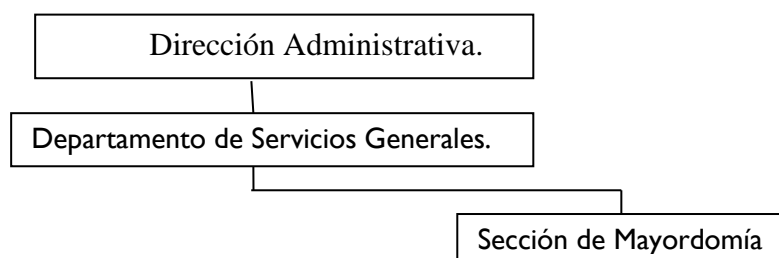 Dirección Administrativa.
Departamento de Servicios Generales.
Sección de Mayordomía